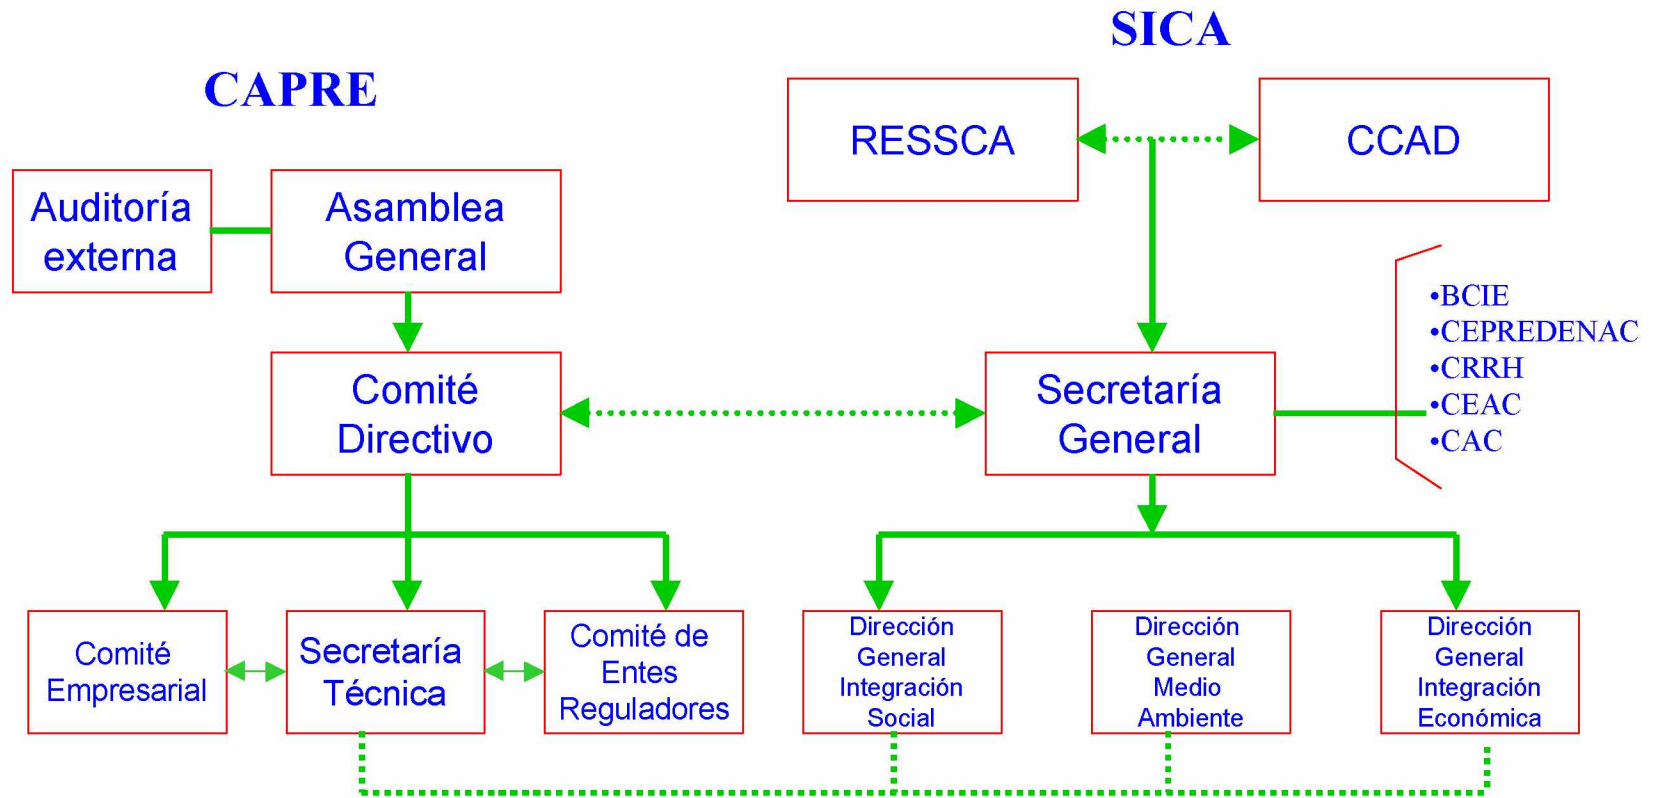 SICA
CAPRE
RESSCA
CCAD
Auditoría
externa
Asamblea
General
•BCIE
•CEPREDENAC
•CRRH
•CEAC
•CAC
Comité
Directivo
Secretaría
General
Comité
Empresarial
Secretaría
Técnica
Comité de
Entes
Reguladores
Dirección
General
Integración
Social
Dirección
General
Medio
Ambiente
Dirección
General
Integración
Económica